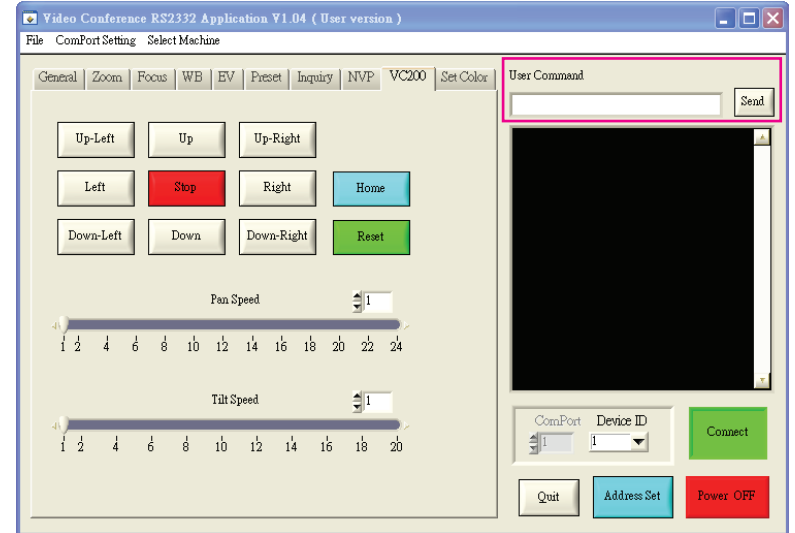 Video Conference RS2332 Application V1.04 ( User version )
File ComPort Setting Select Machine
General Zoom Focus WB EV Preset Inquiry NVP VC200 Set Color
User Command
Send
Up-Left Up Up-Right
Left Stop Right Home
Down-Left Down Down-Right Reset
Pan Speed 1
1 2 4 6 8 10 12 14 16 18 20 22 24
Tilt Speed 1
1 2 4 6 8 10 12 14 16 18 20
ComPort Device ID
1 1
Connect
Quit Address Set Power OFF